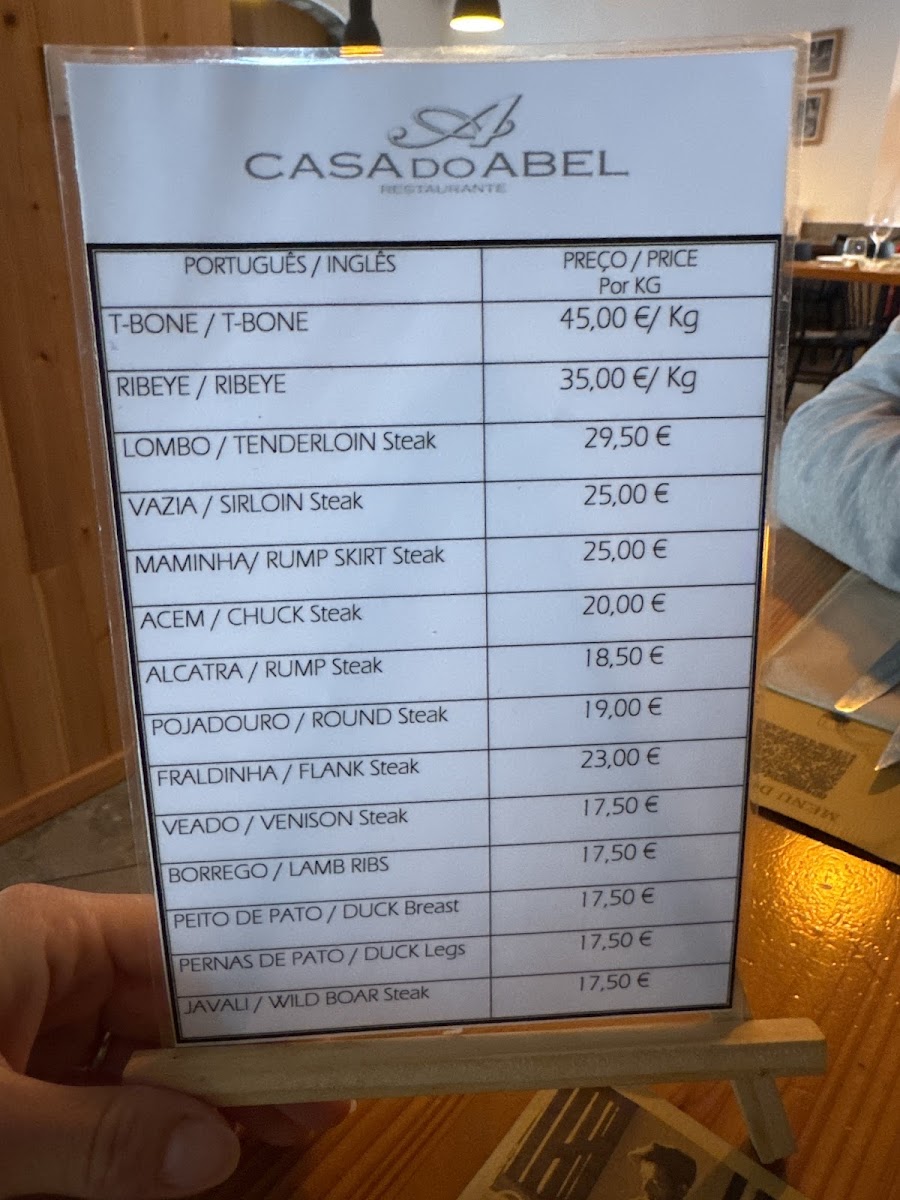 CASA DO ABEL
RESTAURANTE
PORTUGUÊS / INGLÊS
PREÇO / PRICE
Por KG
T-BONE / T-BONE
45,00 €/ Kg
RIBEYE / RIBEYE
35,00 €/ Kg
LOMBO / TENDERLOIN Steak
29,50 €
VAZIA / SIRLOIN Steak
25,00 €
MAMINHA/ RUMP SKIRT Steak
25,00 €
ACEM / CHUCK Steak
20,00 €
ALCATRA / RUMP Steak
18,50 €
POJADOURO / ROUND Steak
19,00 €
FRALDINHA / FLANK Steak
23,00 €
VEADO / VENISON Steak
17,50 €
BORREGO / LAMB RIBS
17,50 €
PEITO DE PATO / DUCK Breast
17,50 €
PERNAS DE PATO / DUCK Legs
17,50 €
JAVALI / WILD BOAR Steak
17,50 €
MENU